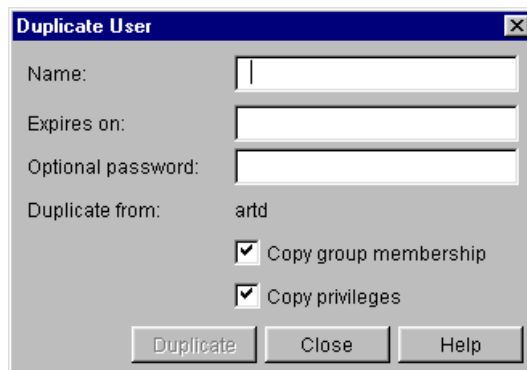 Duplicate User
Name:
Expires on:
Optional password:
Duplicate from: artd
Copy group membership
Copy privileges
Duplicate Close Help